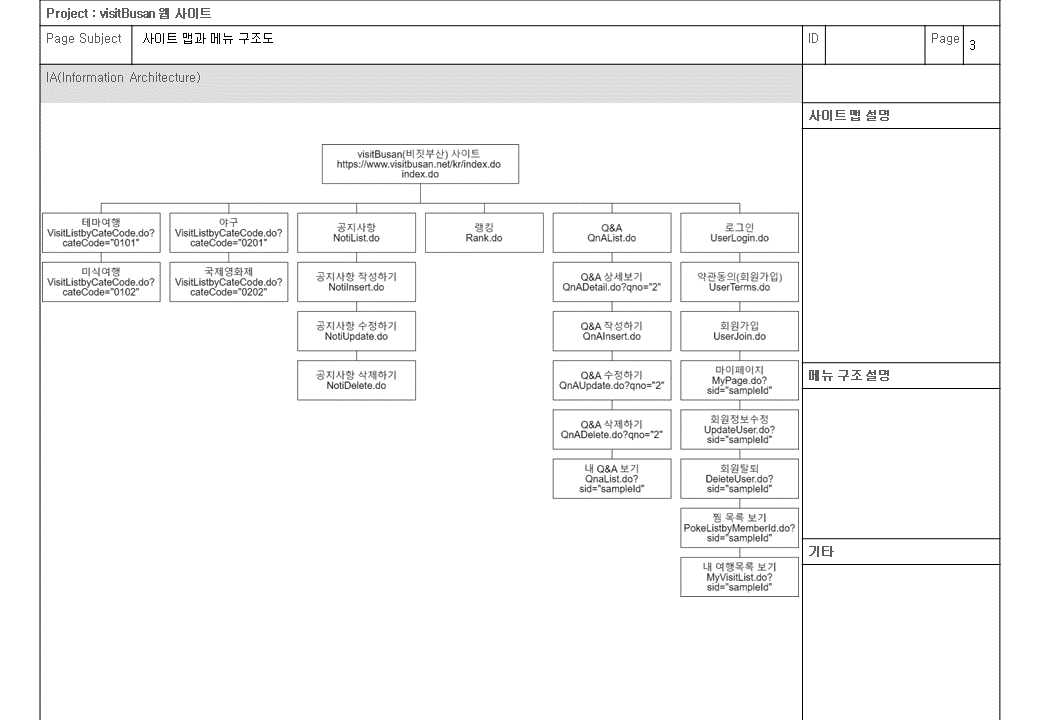 Project : visitBusan 웹 사이트
Page Subject
사이트 맵과 메뉴 구조도
ID
Page
3
IA(Information Architecture)
사이트 맵 설명
visitBusan(비짓부산) 사이트
https://www.visitbusan.net/kr/index.do
index.do
테마여행
VisitListbyCateCode.do?
cateCode="0101"
야구
VisitListbyCateCode.do?
cateCode="0201"
공지사항
NotiList.do
랭킹
Rank.do
Q&A
QnAList.do
로그인
UserLogin.do
미식여행
VisitListbyCateCode.do?
cateCode="0102"
국제영화제
VisitListbyCateCode.do?
cateCode="0202"
공지사항 작성하기
NotiInsert.do
Q&A 상세보기
QnADetail.do?qno="2"
약관동의(회원가입)
UserTerms.do
공지사항 수정하기
NotiUpdate.do
Q&A 작성하기
QnAInsert.do
회원가입
UserJoin.do
공지사항 삭제하기
NotiDelete.do
Q&A 수정하기
QnAUpdate.do?qno="2"
마이페이지
MyPage.do?
sid="sampleId"
메뉴 구조 설명
Q&A 삭제하기
QnADelete.do?qno="2"
회원정보수정
UpdateUser.do?
sid="sampleId"
내 Q&A 보기
QnaList.do?
sid="sampleId"
회원탈퇴
DeleteUser.do?
sid="sampleId"
찜 목록 보기
PokeListbyMemberId.do?
sid="sampleId"
기타
내 여행목록 보기
MyVisitList.do?
sid="sampleId"